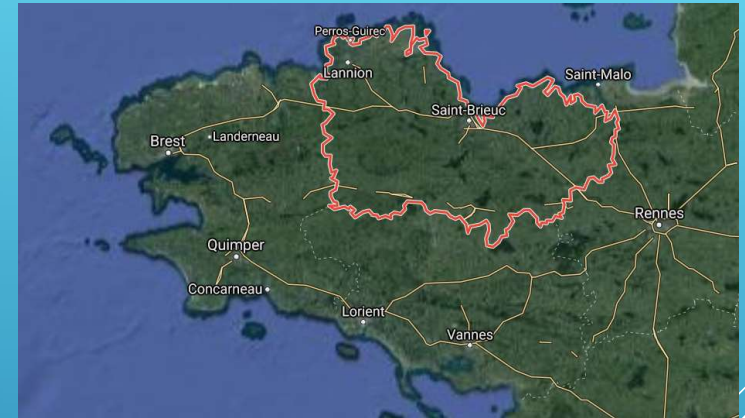 Perros-Guirec
Lannion
Saint-Malo
Saint-Brieuc
Brest
Landerneau
Rennes
Quimper
Concarneau
Lorient
Vannes